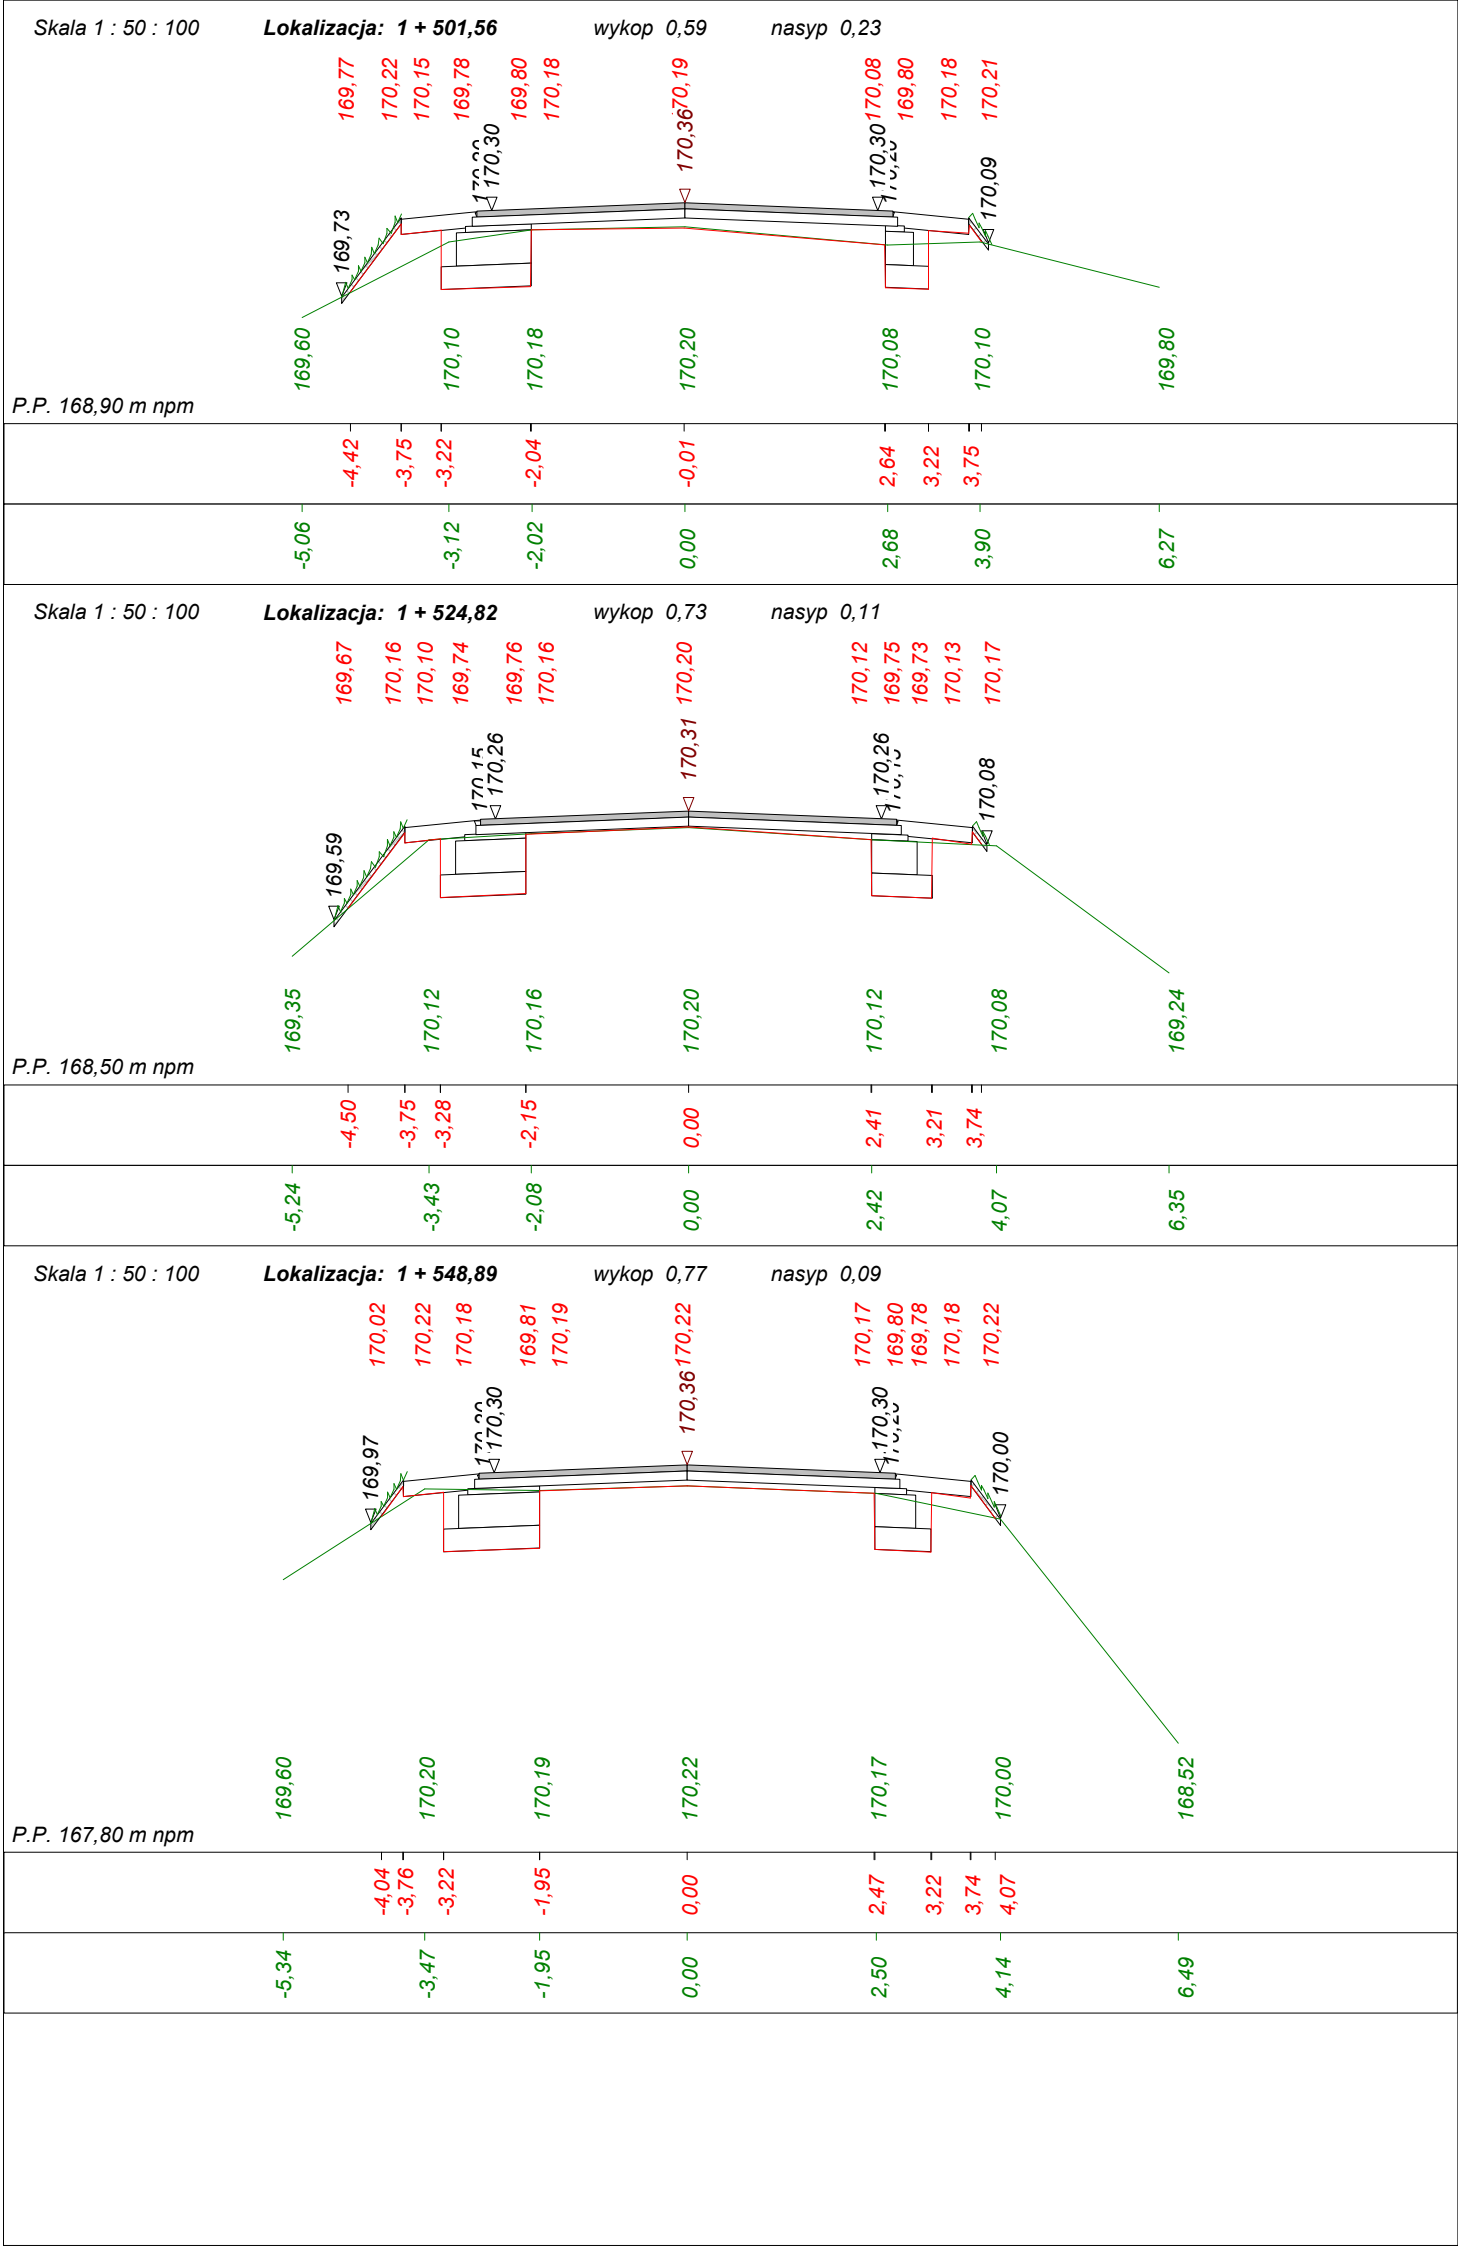 Skala 1 : 50 : 100 Lokalizacja: 1 + 501,56 wykop 0,59 nasyp 0,23
169,77 170,22 170,15 169,78 169,80 170,18 170,19 170,08 169,80 170,18 170,21
169,73 170,30 170,36 170,30 170,09
169,60 170,10 170,18 170,20 170,08 170,10 169,80
P.P. 168,90 m npm
-4,42 -3,75 -3,22 -2,04 -0,01 2,64 3,22 3,75
-5,06 -3,12 -2,02 0,00 2,68 3,90 6,27
Skala 1 : 50 : 100 Lokalizacja: 1 + 524,82 wykop 0,73 nasyp 0,11
169,67 170,16 170,10 169,74 169,76 170,16 170,20 170,12 169,75 169,73 170,13 170,17
169,59 170,15 170,26 170,31 170,26 170,08
169,35 170,12 170,16 170,20 170,12 170,08 169,24
P.P. 168,50 m npm
-4,50 -3,75 -3,28 -2,15 0,00 2,41 3,21 3,74
-5,24 -3,43 -2,08 0,00 2,42 4,07 6,35
Skala 1 : 50 : 100 Lokalizacja: 1 + 548,89 wykop 0,77 nasyp 0,09
170,02 170,22 170,18 169,81 170,19 170,22 170,17 169,80 169,78 170,18 170,22
169,97 170,30 170,36 170,30 170,00
169,60 170,20 170,19 170,22 170,17 170,00 168,52
P.P. 167,80 m npm
-4,04 -3,76 -3,22 -1,95 0,00 2,47 3,22 3,74 4,07
-5,34 -3,47 -1,95 0,00 2,50 4,14 6,49